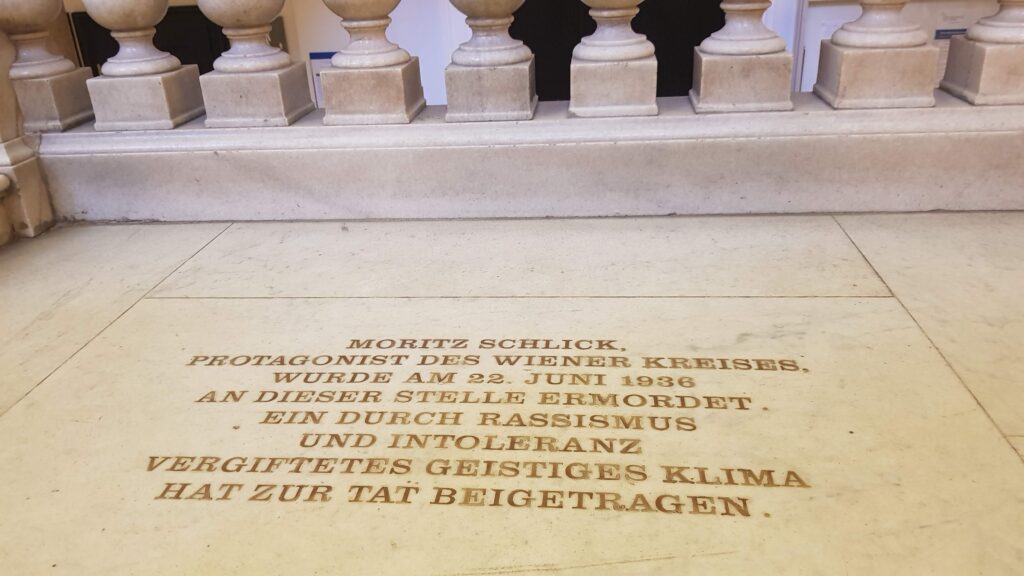 MORITZ SCHLICK,
PROTAGONIST DES WIENER KREISES,
WURDE AM 22. JUNI 1936
AN DIESER STELLE ERMORDET.
EIN DURCH RASSISMUS
UND INTOLERANZ
VERGIFTETES GEISTIGES KLIMA
HAT ZUR TAT BEIGETRAGEN.